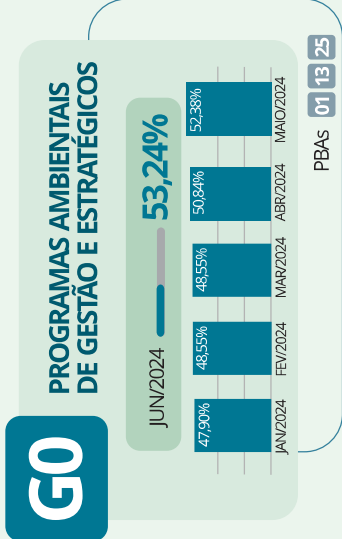 GO
PROGRAMAS AMBIENTAIS
DE GESTÃO E ESTRATÉGICOS
JUN/2024 53,24%
47,90% 48,55% 48,55% 50,84% 52,38%
JAN/2024 FEV/2024 MAR/2024 ABR/2024 MAIO/2024
PBAs 01 13 25